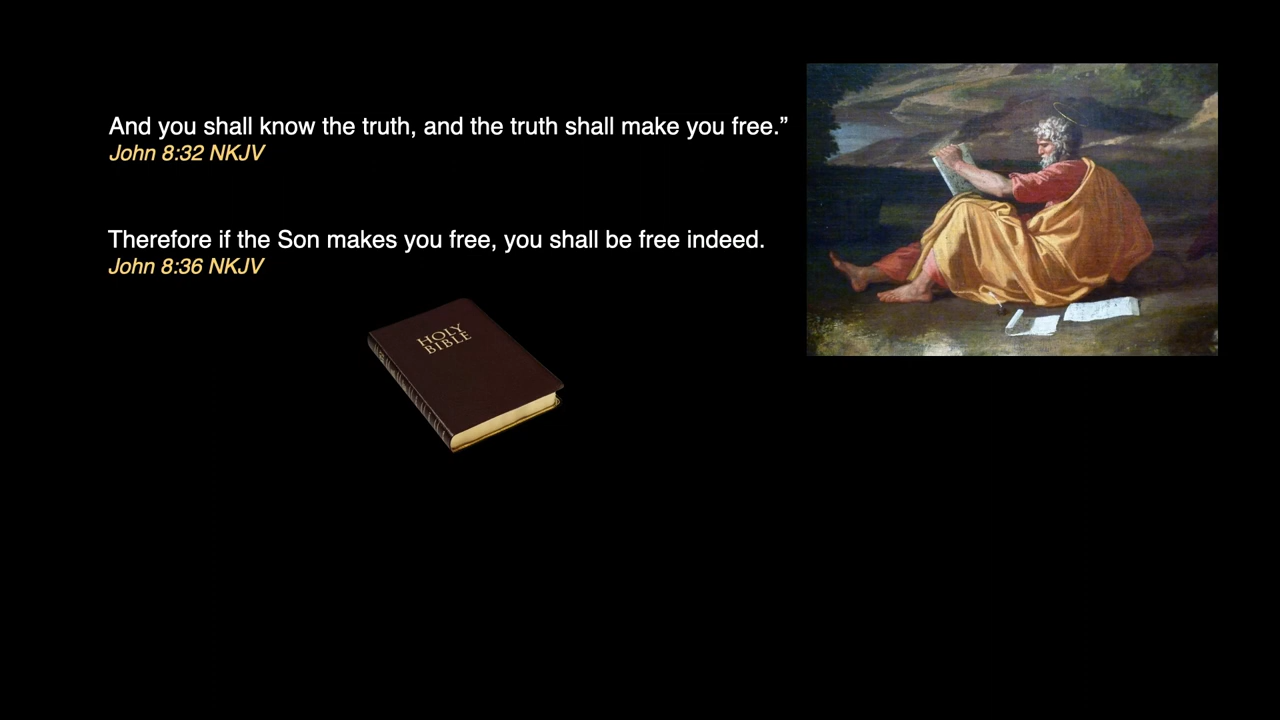 And you shall know the truth, and the truth shall make you free.”
John 8:32 NKJV
Therefore if the Son makes you free, you shall be free indeed.
John 8:36 NKJV
HOLY
BIBLE